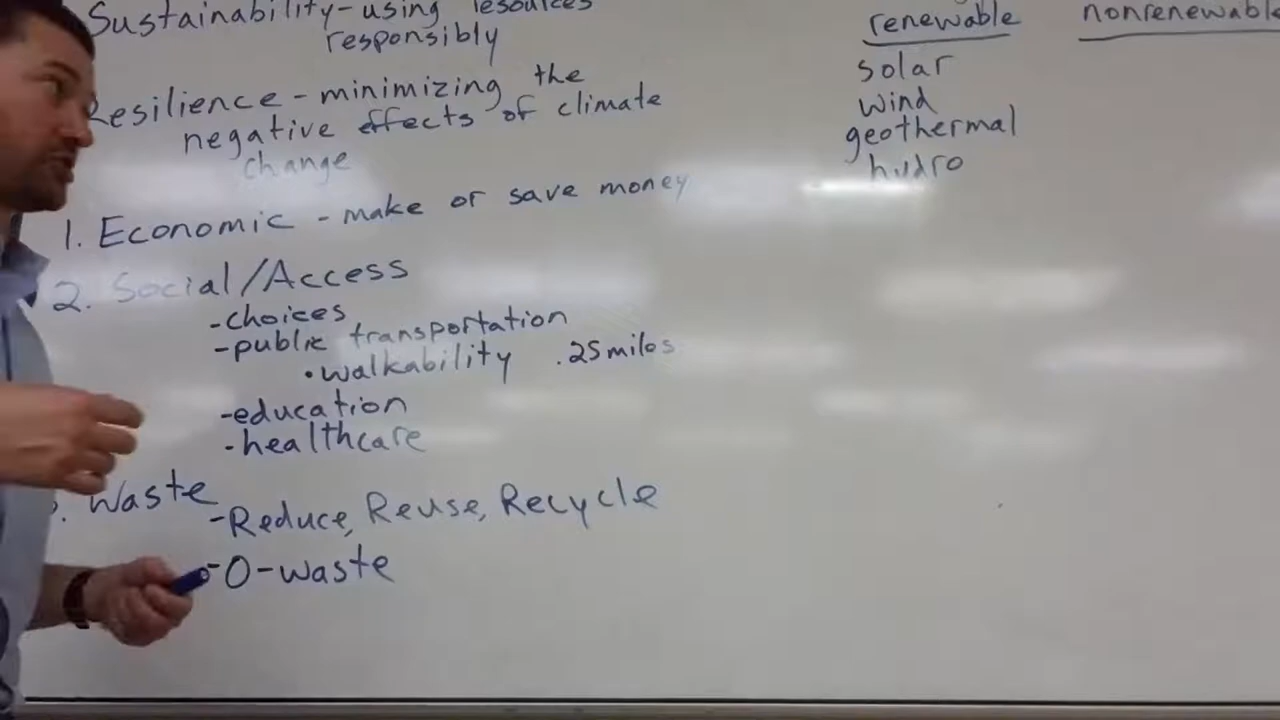 Sustainability- using resources
responsibly
Resilience - minimizing the
negative effects of climate
change
1. Economic - make or save money
2. Social/Access
- choices
- public transportation
• walkability .25 miles
- education
- healthcare
. Waste
- Reduce, Reuse, Recycle
- 0-waste
renewable
solar
wind
geothermal
hydro
nonrenewable